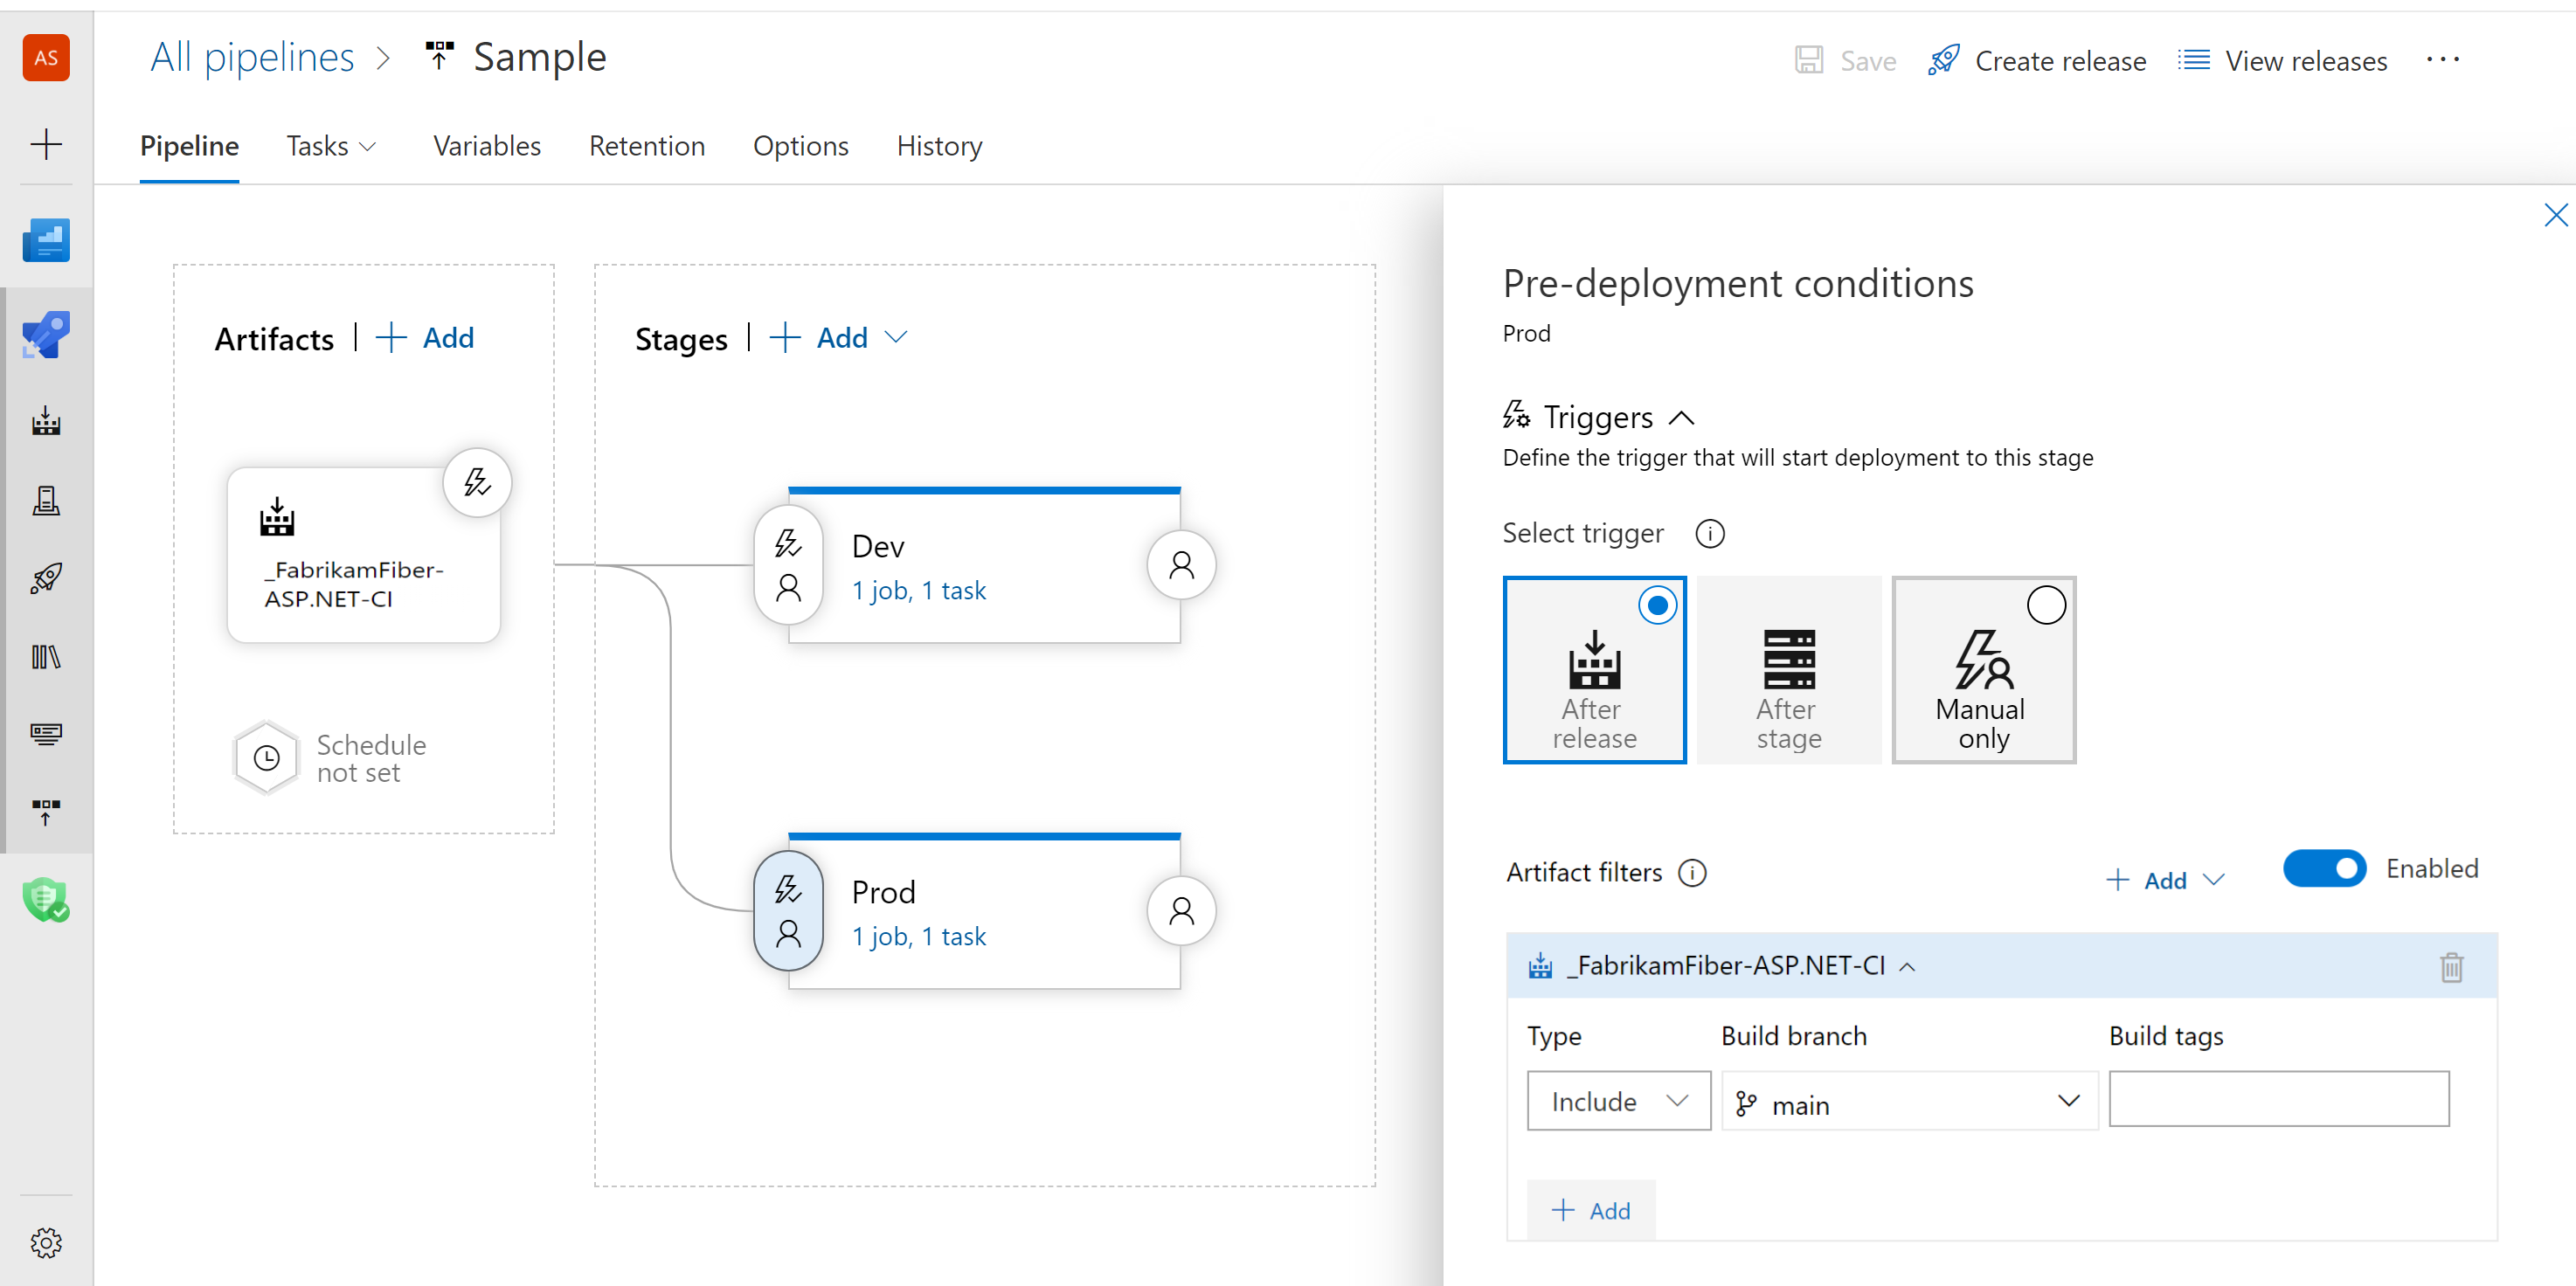 AS
All pipelines > Sample
Save
Create release
View releases
...
Pipeline
Tasks
Variables
Retention
Options
History
Artifacts | + Add
_FabrikamFiber-
ASP.NET-CI
Schedule
not set
Stages | + Add
Dev
1 job, 1 task
Prod
1 job, 1 task
Pre-deployment conditions
Prod
Triggers
Define the trigger that will start deployment to this stage
Select trigger
After
release
After
stage
Manual
only
Artifact filters
+ Add
Enabled
_FabrikamFiber-ASP.NET-CI
Type
Build branch
Build tags
Include
main
+ Add